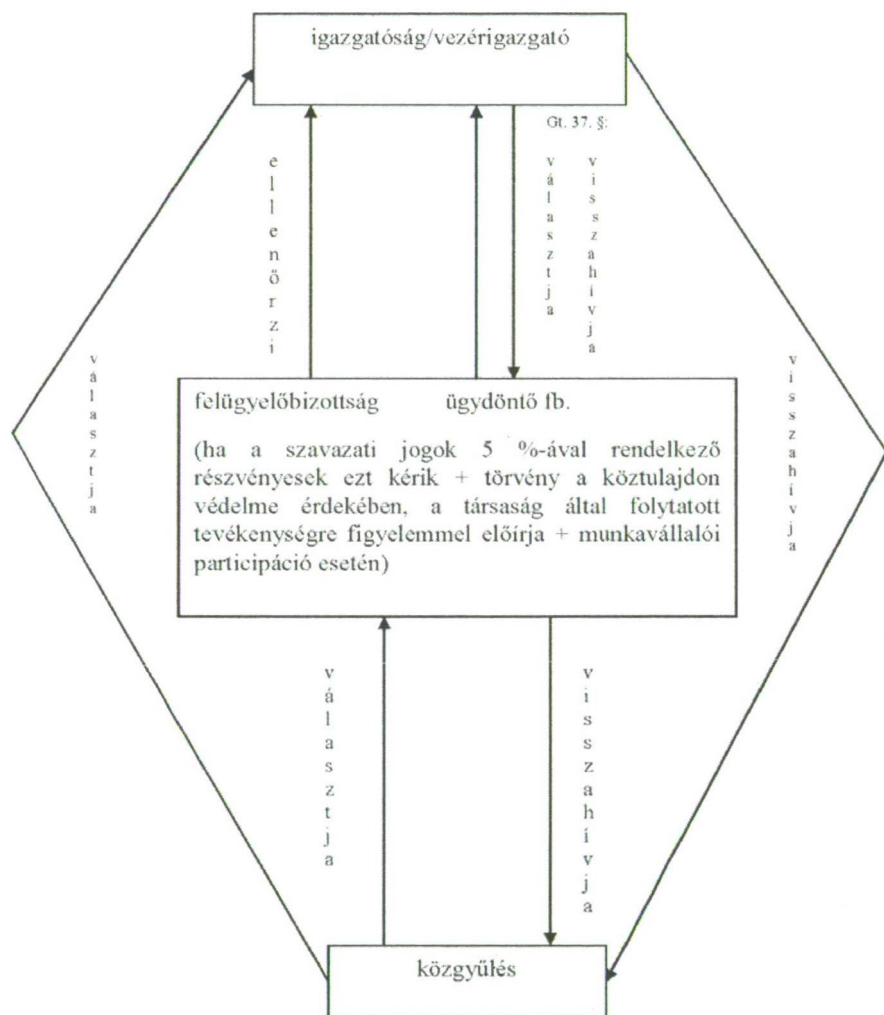 igazgatóság/vezérigazgató
Gt. 37. §:
ellenőrzi
választja
visszahívja
választja
visszahívja
felügyelőbizottság ügydöntő fb.
(ha a szavazati jogok 5 %-ával rendelkező
részvényesek ezt kérik + törvény a köztulajdon
védelme érdekében, a társaság által folytatott
tevékenységre figyelemmel előírja + munkavállalói
participáció esetén)
választja
visszahívja
közgyűlés